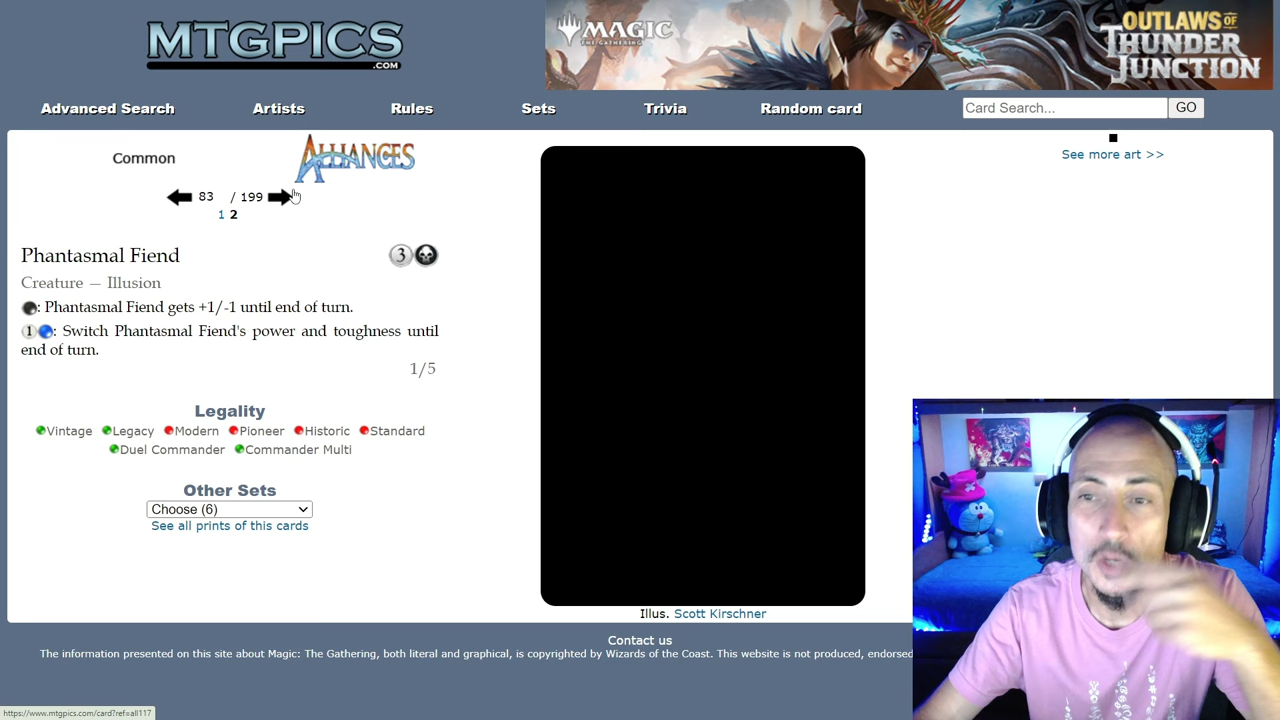 MTGPICS
.COM
MAGIC
THE GATHERING
OUTLAWS OF
THUNDER
JUNCTION
Advanced Search
Artists
Rules
Sets
Trivia
Random card
Card Search...
GO
Common
ALLIANCES
83 / 199
1 2
See more art >>
Phantasmal Fiend
3
Creature — Illusion
: Phantasmal Fiend gets +1/-1 until end of turn.
1 : Switch Phantasmal Fiend's power and toughness until
end of turn.
1/5
Legality
Vintage Legacy Modern Pioneer Historic Standard
Duel Commander Commander Multi
Other Sets
Choose (6)
See all prints of this cards
Illus. Scott Kirschner
Contact us
The information presented on this site about Magic: The Gathering, both literal and graphical, is copyrighted by Wizards of the Coast. This website is not produced, endorsed
https://www.mtgpics.com/card?ref=all117